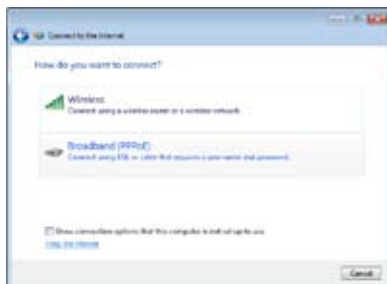 Connect to the Internet
How do you want to connect?
Wireless
Connect using a wireless router or a wireless network.
Broadband (PPPoE)
Connect using DSL or cable that requires a user name and password.
Show connection options that this computer is not set up to use
Help me choose
Cancel